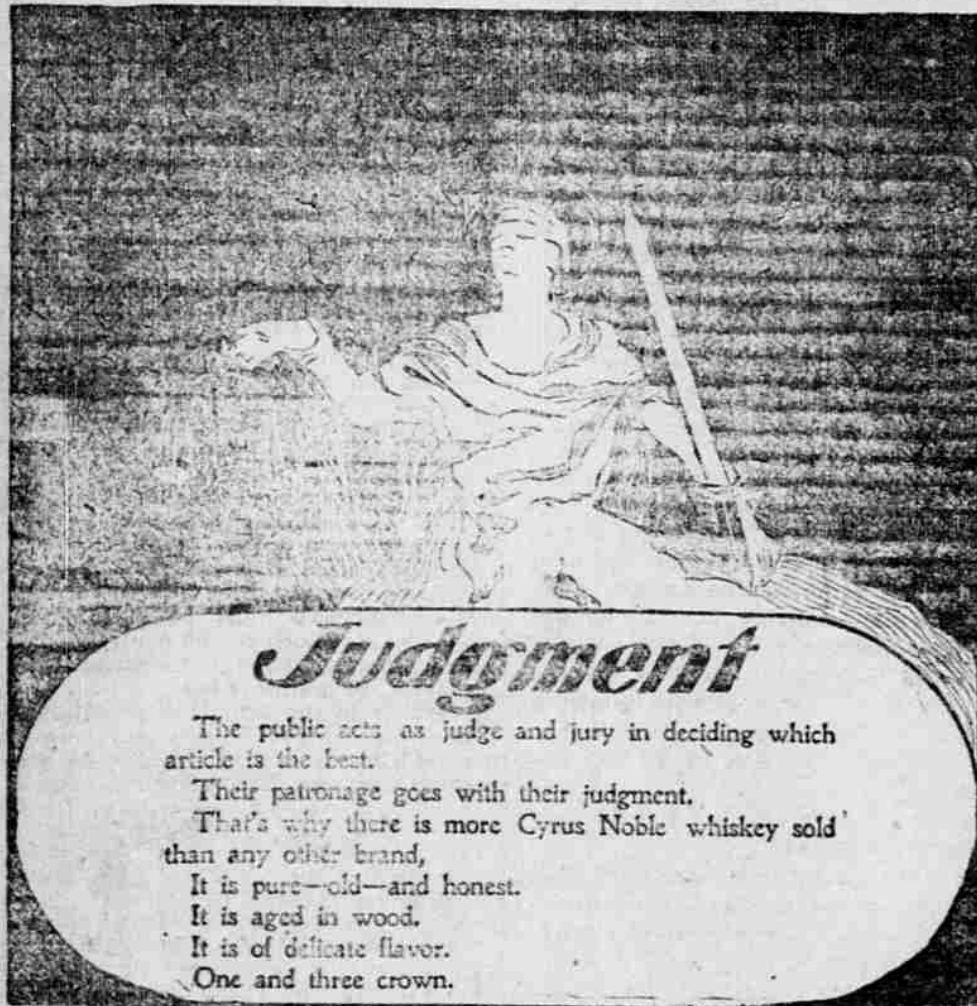 Judgment
The public acts as judge and jury in deciding which
article is the best.
Their patronage goes with their judgment.
That's why there is more Cyrus Noble whiskey sold
than any other brand,
It is pure—old—and honest.
It is aged in wood.
It is of delicate flavor.
One and three crown.